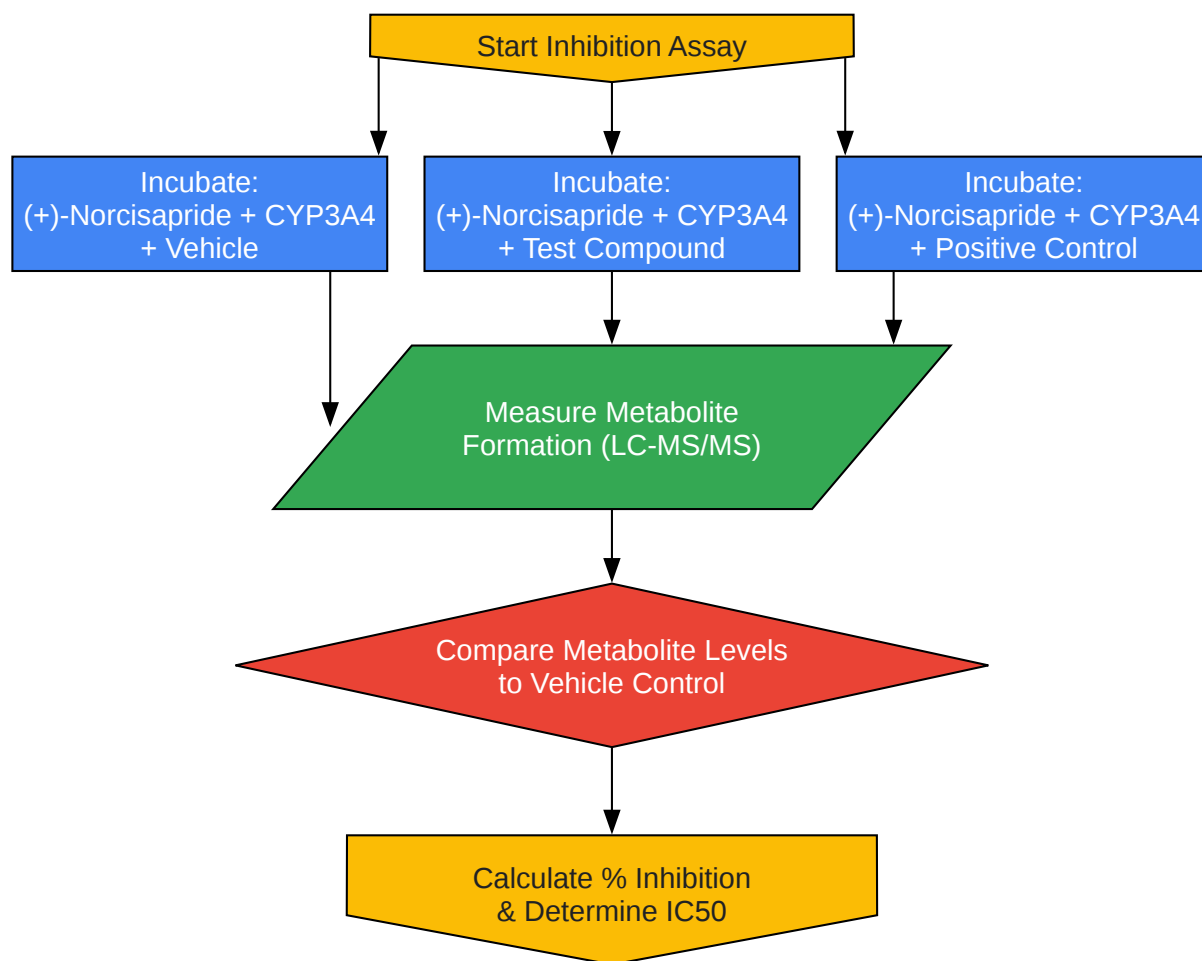 Start Inhibition Assay
Incubate:
(+)-Norcisapride + CYP3A4
+ Vehicle
Incubate:
(+)-Norcisapride + CYP3A4
+ Test Compound
Incubate:
(+)-Norcisapride + CYP3A4
+ Positive Control
Measure Metabolite
Formation (LC-MS/MS)
Compare Metabolite Levels
to Vehicle Control
Calculate % Inhibition
& Determine IC50